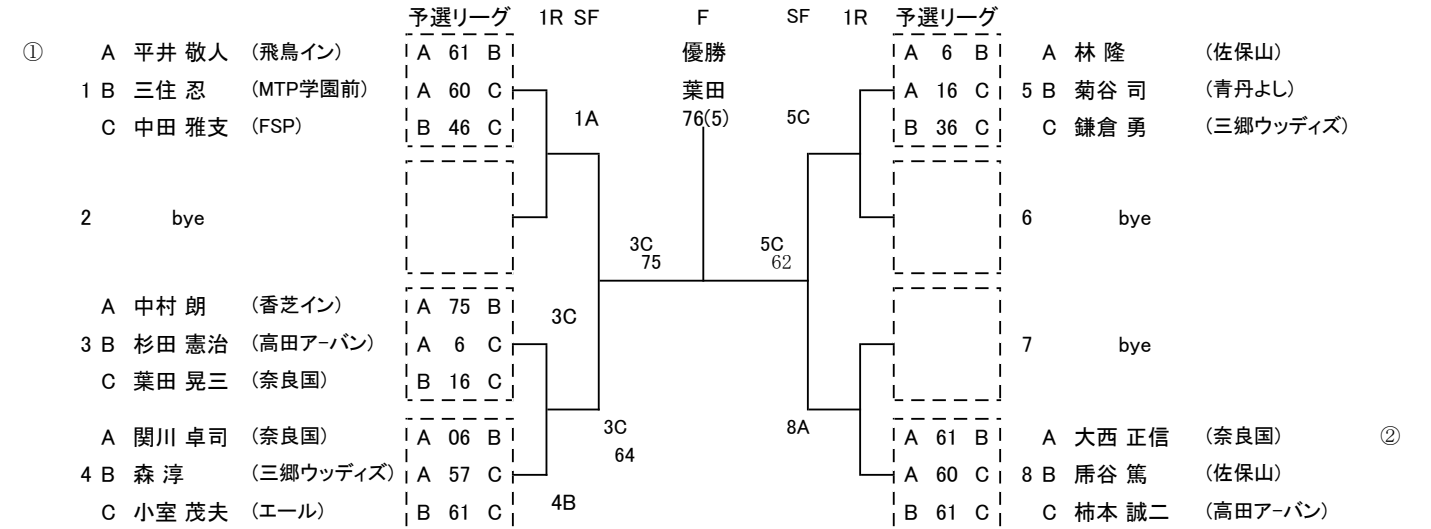 予選リーグ 1R SF F SF 1R 予選リーグ
① A 平井 敬人 (飛鳥イン) A 61 B 優勝 A 6 B A 林 隆 (佐保山)
1 B 三住 忍 (MTP学園前) A 60 C 葉田 A 16 C 5 B 菊谷 司 (青丹よし)
C 中田 雅支 (FSP) B 46 C 1A 76(5) 5C B 36 C C 鎌倉 勇 (三郷ウッディズ)
2 bye 6 bye
3C 5C
75 62
A 中村 朗 (香芝イン) A 75 B
3C
3 B 杉田 憲治 (高田ア-バン) A 6 C 7 bye
C 葉田 晃三 (奈良国) B 16 C
A 関川 卓司 (奈良国) A 06 B 3C 8A A 61 B A 大西 正信 (奈良国) ②
64
4 B 森 淳 (三郷ウッディズ) A 57 C A 60 C 8 B 乕谷 篤 (佐保山)
4B
C 小室 茂夫 (エール) B 61 C B 61 C C 柿本 誠二 (高田ア-バン)